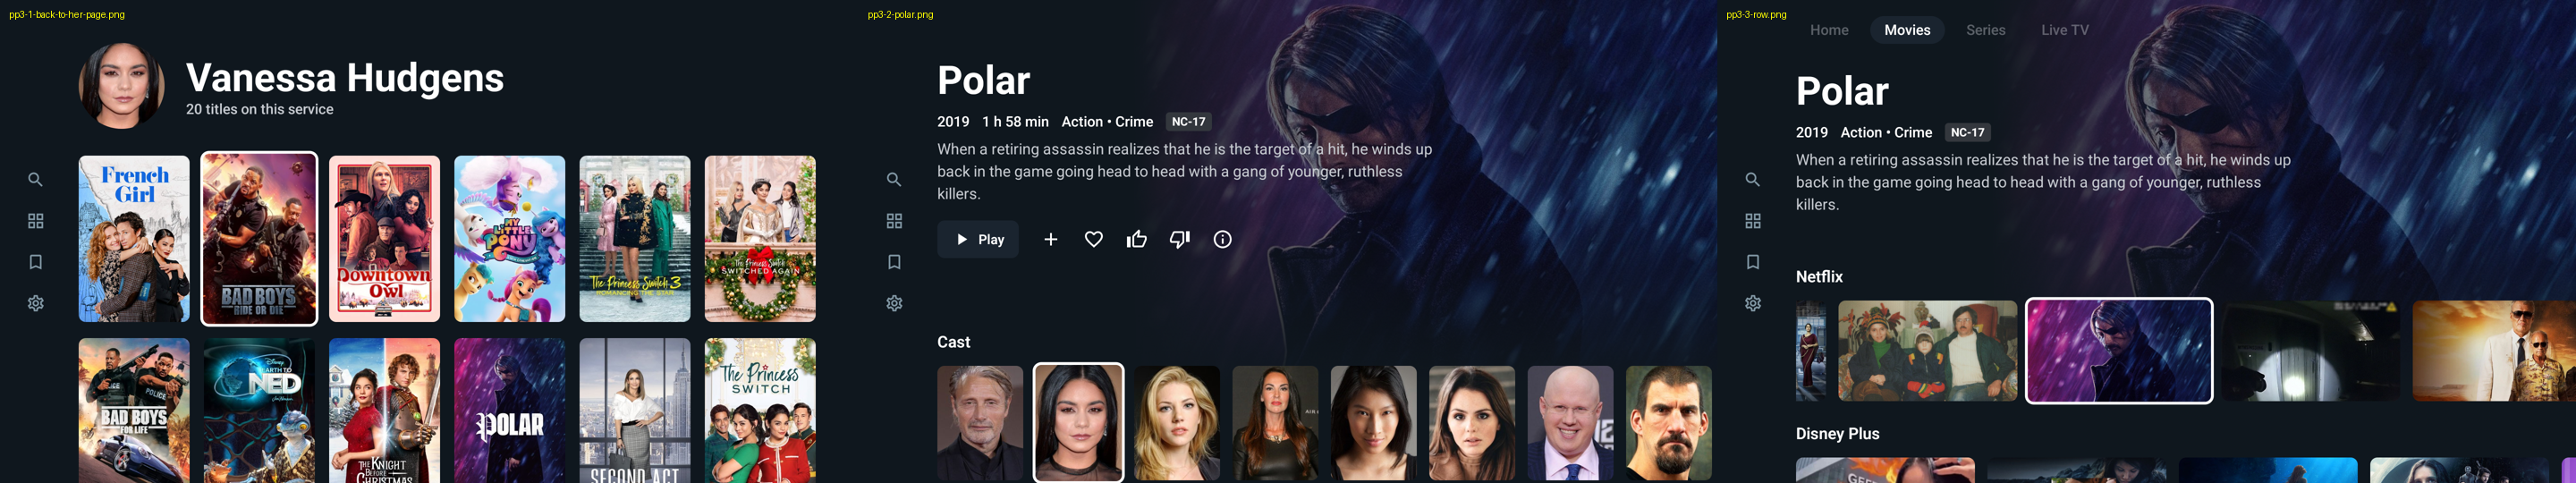 pp3-1-back-to-her-page.png
Vanessa Hudgens
20 titles on this service
French
Girl
BAD BOYS
RIDE OR DIE
Downtown
Owl
MY
LITTLE
PONY
The Princess Switch 3
ROMANCING THE STAR
The Princess Switch
SWITCHED AGAIN
BAD BOYS
FOR LIFE
Disney
EARTH TO
NED
THE
KNIGHT
BEFORE
CHRISTMAS
POLAR
SECOND ACT
The Princess
SWITCH
pp3-2-polar.png
Polar
2019 1 h 58 min Action • Crime NC-17
When a retiring assassin realizes that he is the target of a hit, he winds up
back in the game going head to head with a gang of younger, ruthless
killers.
Play
Cast
pp3-3-row.png
Home Movies Series Live TV
Polar
2019 Action • Crime NC-17
When a retiring assassin realizes that he is the target of a hit, he winds up
back in the game going head to head with a gang of younger, ruthless
killers.
Netflix
Disney Plus